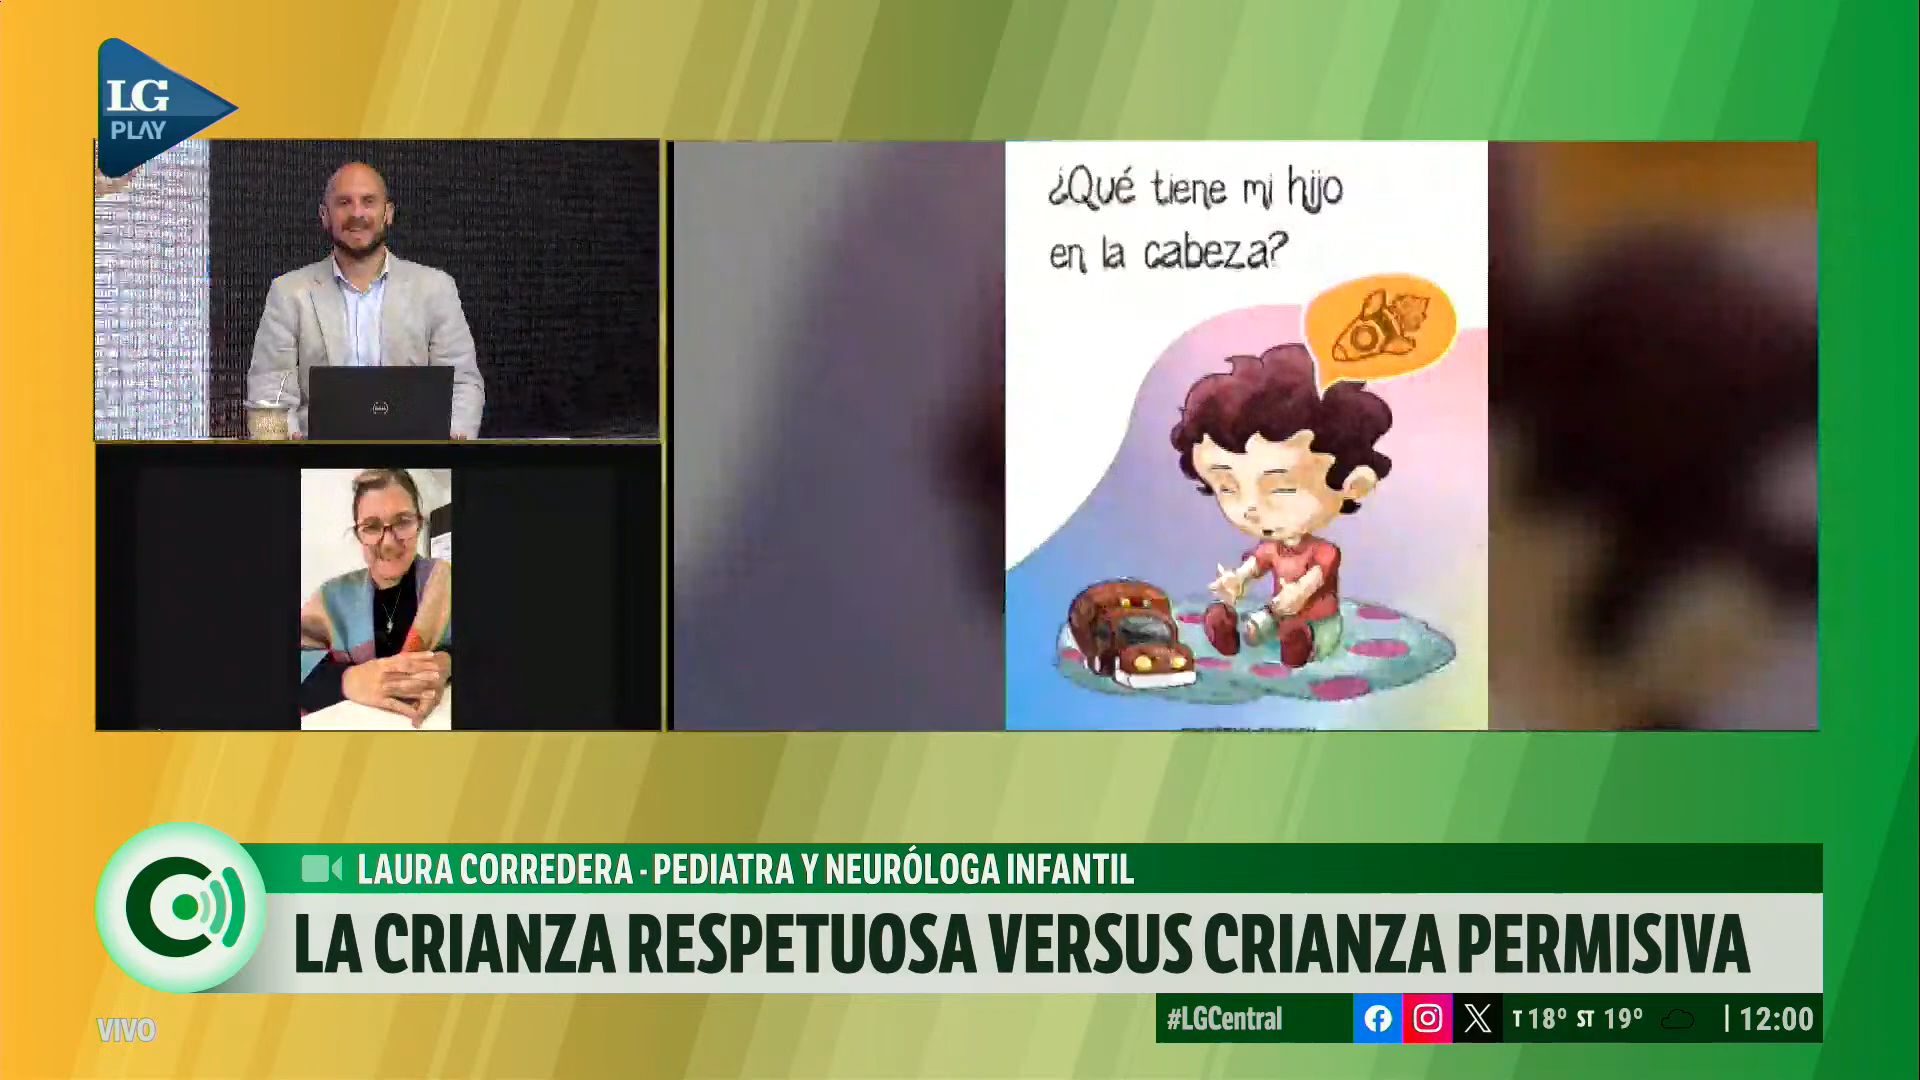 LG
PLAY
¿Qué tiene mi hijo
en la cabeza?
LAURA CORREDERA - PEDIATRA Y NEURÓLOGA INFANTIL
LA CRIANZA RESPETUOSA VERSUS CRIANZA PERMISIVA
VIVO
#LGCentral
T 18° ST 19° | 12:00